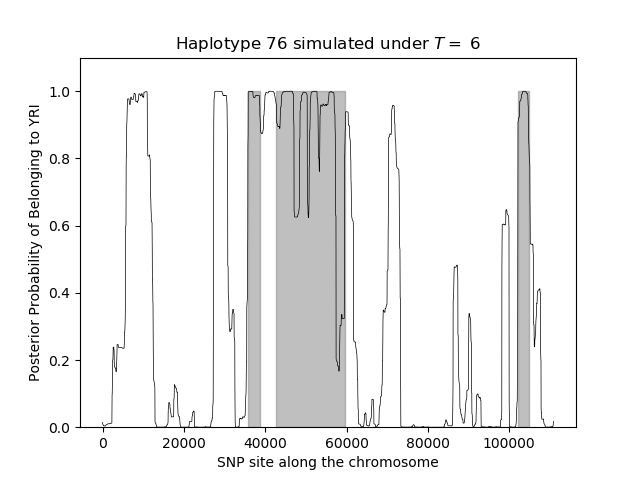 Haplotype 76 simulated under T = 6
Posterior Probability of Belonging to YRI
1.0
0.8
0.6
0.4
0.2
0.0
0 20000 40000 60000 80000 100000
SNP site along the chromosome